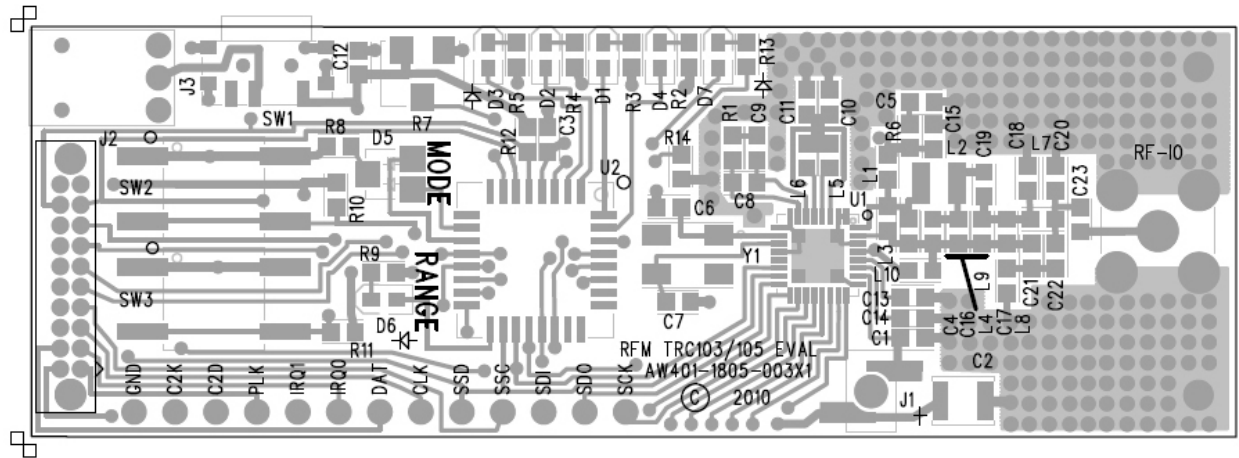 J3
SW1
C12
R7
D3
R5
D2
R4
D1
R3
D4
R2
D7
R13
R12
C3
R14
R1
C9
C11
C10
C5
C15
R6
L2
C19
C18
L7
C20
RF-IO
J2
R8
D5
MODE
U2
C8
L6
L5
L1
U1
C23
SW2
R10
C6
Y1
R9
RANGE
L3
L10
L9
SW3
D6
R11
C7
C13
C14
C1
C4
C16
L4
C17
L8
C21
C22
C2
RFM TRC103/105 EVAL
AW401-1805-003X1
© 2010
J1
+
GND
C2K
C2D
PLK
IRQ1
IRQ0
DAT
CLK
SSD
SSC
SDI
SDO
SCK